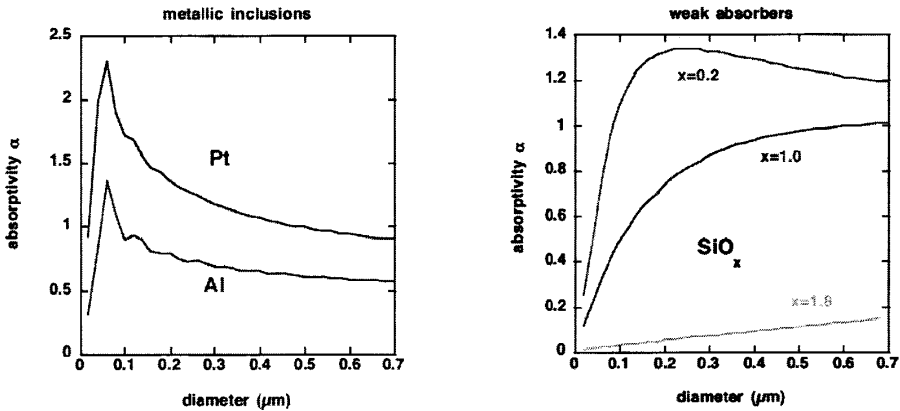 metallic inclusions
2.5
2
1.5
1
0.5
0
absorptivity α
Pt
Al
0 0.1 0.2 0.3 0.4 0.5 0.6 0.7
diameter (μm)
weak absorbers
1.4
1.2
1
0.8
0.6
0.4
0.2
0
absorptivity α
x=0.2
x=1.0
SiOx
x=1.8
0 0.1 0.2 0.3 0.4 0.5 0.6 0.7
diameter (μm)